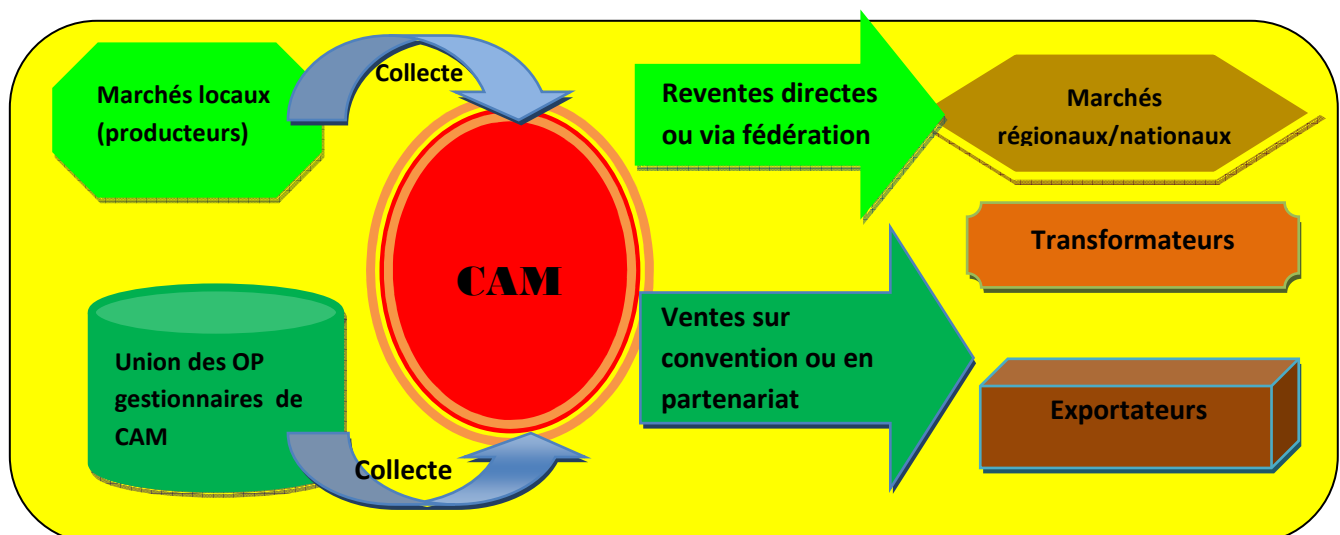 Marchés locaux
(producteurs)
Collecte
Reventes directes
ou via fédération
Marchés
régionaux/nationaux
CAM
Transformateurs
Union des OP
gestionnaires de
CAM
Collecte
Ventes sur
convention ou en
partenariat
Exportateurs